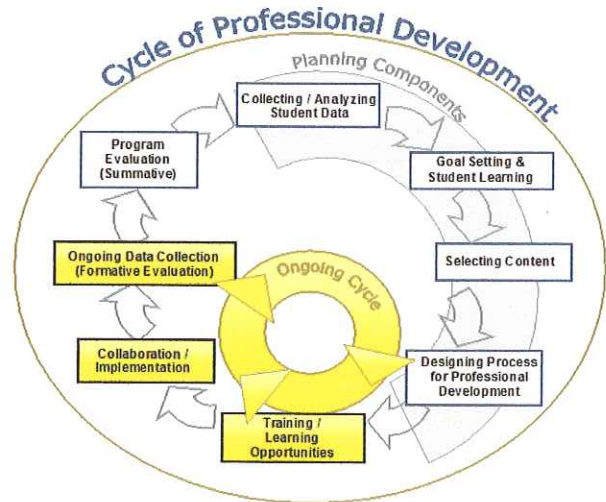 Cycle of Professional Development
Planning Components
Collecting / Analyzing
Student Data
Goal Setting &
Student Learning
Selecting Content
Designing Process
for Professional
Development
Training /
Learning
Opportunities
Collaboration /
Implementation
Ongoing Data Collection
(Formative Evaluation)
Program
Evaluation
(Summative)
Ongoing Cycle